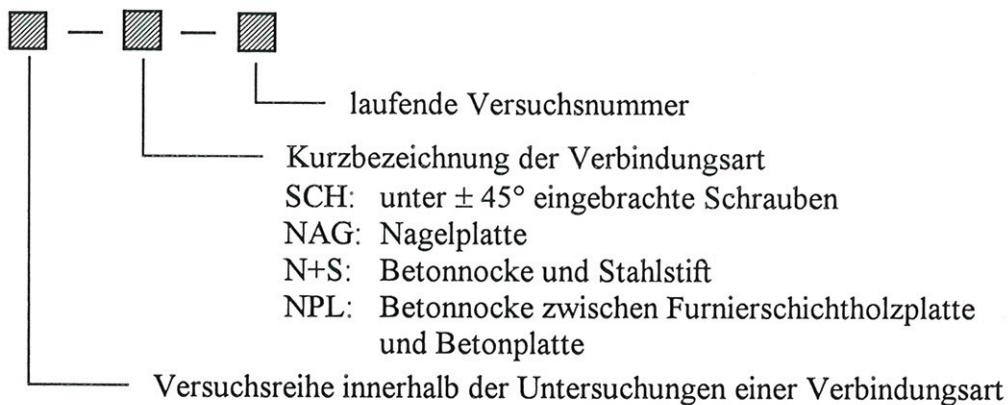 laufende Versuchsnummer
Kurzbezeichnung der Verbindungsart
SCH: unter ± 45° eingebrachte Schrauben
NAG: Nagelplatte
N+S: Betonnocke und Stahlstift
NPL: Betonnocke zwischen Furnierschichtholzplatte
und Betonplatte
Versuchsreihe innerhalb der Untersuchungen einer Verbindungsart